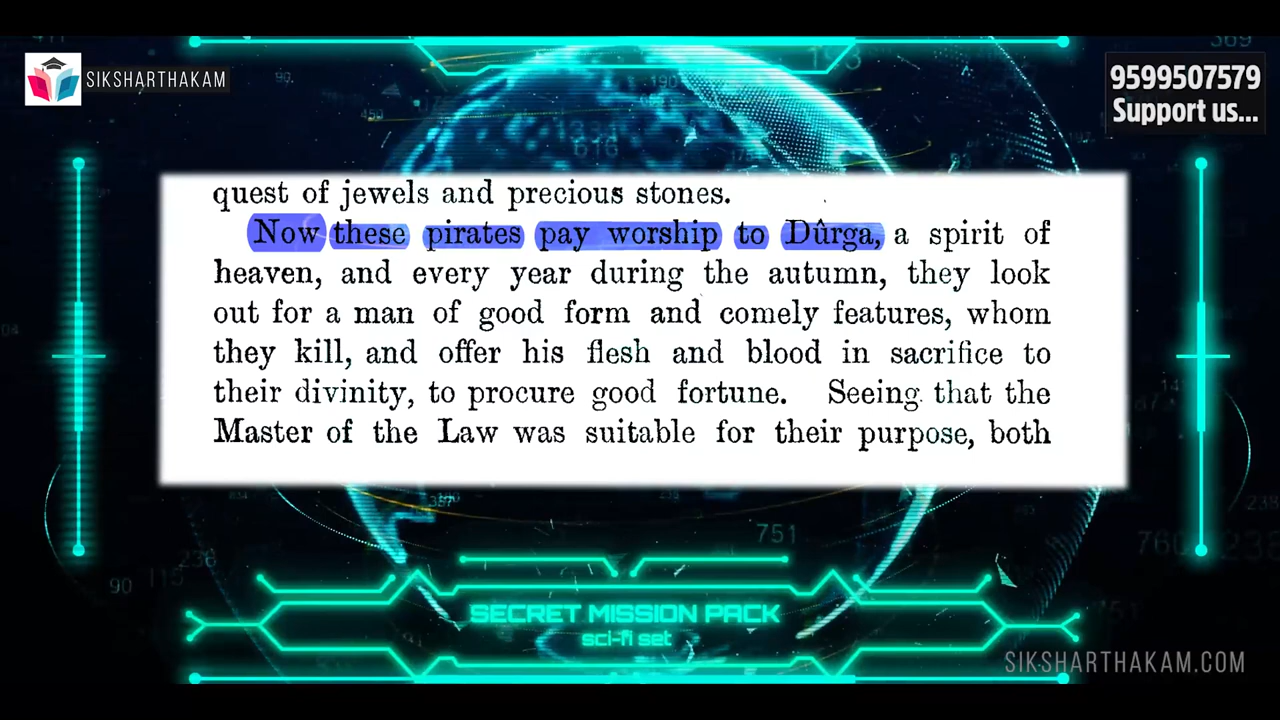 SIKSHARTHAKAM
9599507579
Support us...
quest of jewels and precious stones.
Now these pirates pay worship to Dûrga, a spirit of
heaven, and every year during the autumn, they look
out for a man of good form and comely features, whom
they kill, and offer his flesh and blood in sacrifice to
their divinity, to procure good fortune. Seeing that the
Master of the Law was suitable for their purpose, both
751
90
SECRET MISSION PACK
sci-fi set
SIKSHARTHAKAM.COM